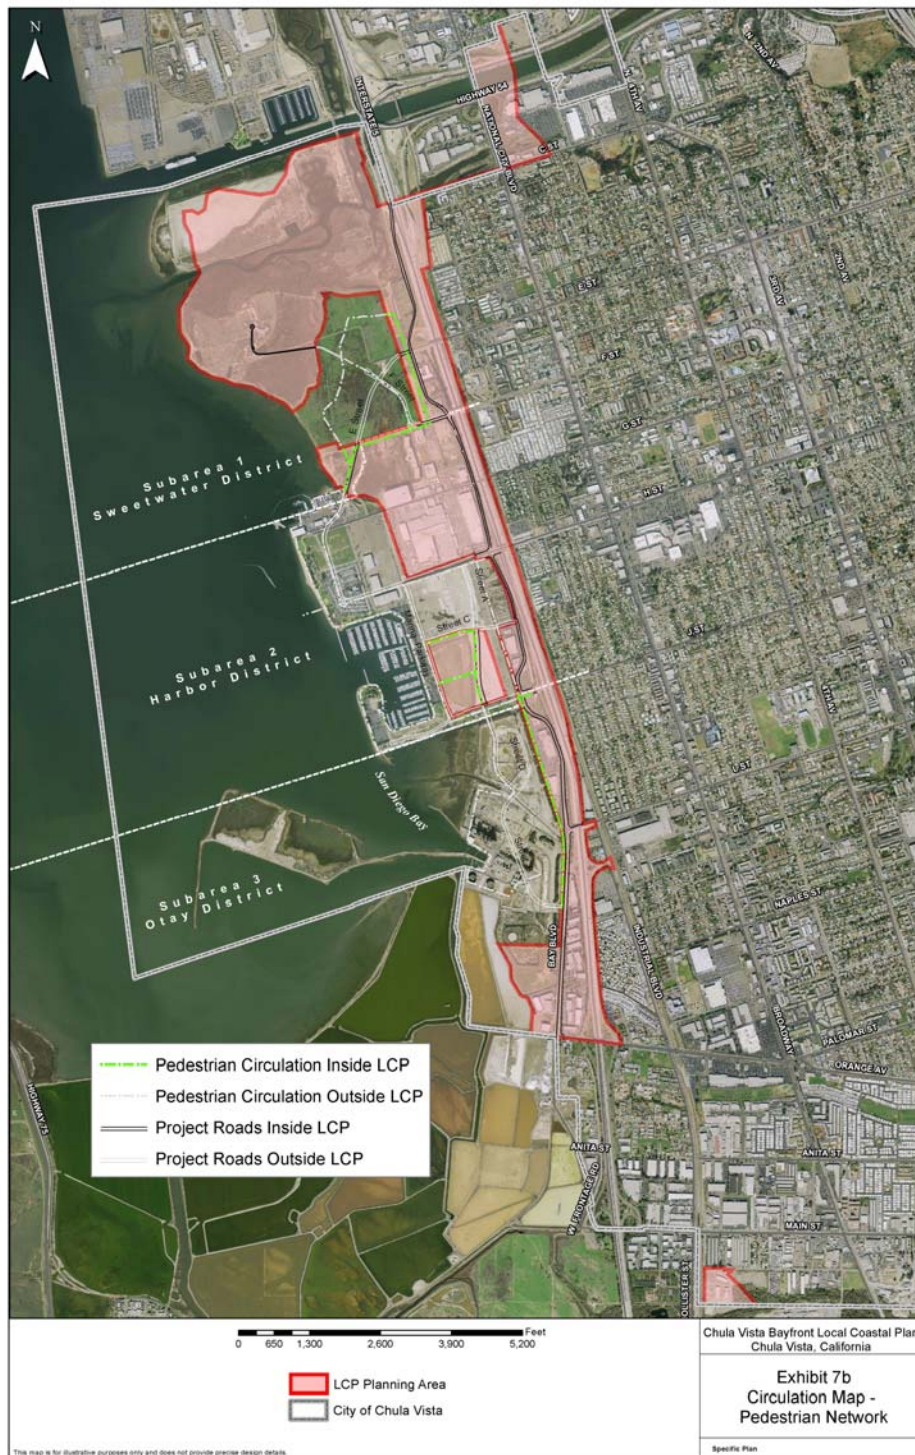 N
INTERSTATE 5
HIGHWAY 54
NATIONAL CITY BLVD
N 2ND AV
N 4TH AV
C ST
E ST
F ST
3RD AV
2ND AV
G ST
H ST
E Street
Subarea 1
Sweetwater District
Street A
Street C
J ST
Subarea 2
Harbor District
4TH AV
L ST
San Diego Bay
Subarea 3
Otay District
NAPLES ST
BAY BLVD
INDUSTRIAL BLVD
BROADWAY
PALOMAR ST
ORANGE AV
HIGHWAY 75
ANITA ST
ANITA ST
W FRONTAGE RD
MAIN ST
OLLISTER ST
Pedestrian Circulation Inside LCP
Pedestrian Circulation Outside LCP
Project Roads Inside LCP
Project Roads Outside LCP
Feet
0 650 1,300 2,600 3,900 5,200
LCP Planning Area
City of Chula Vista
Chula Vista Bayfront Local Coastal Plan
Chula Vista, California
Exhibit 7b
Circulation Map -
Pedestrian Network
Specific Plan
This map is for illustrative purposes only and does not provide precise design details.